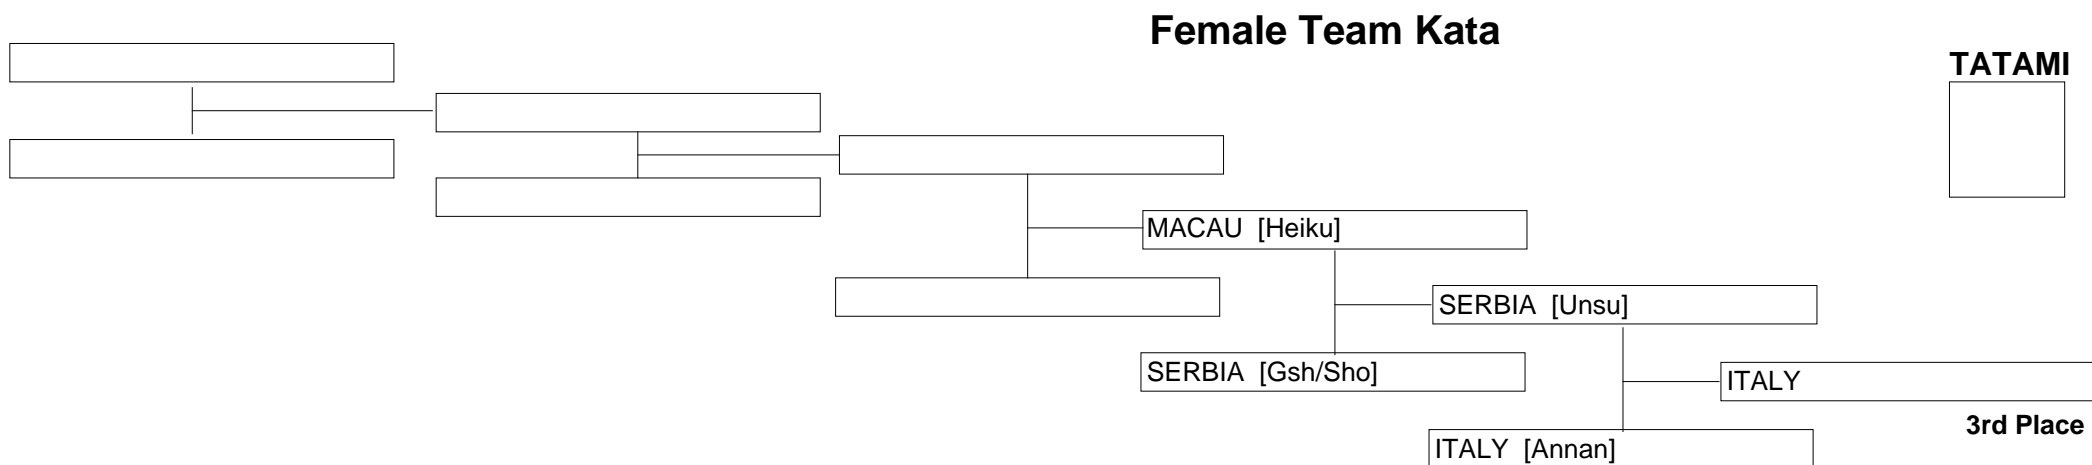 Female Team Kata
TATAMI
MACAU [Heiku]
SERBIA [Unsu]
SERBIA [Gsh/Sho]
ITALY
3rd Place
ITALY [Annan]